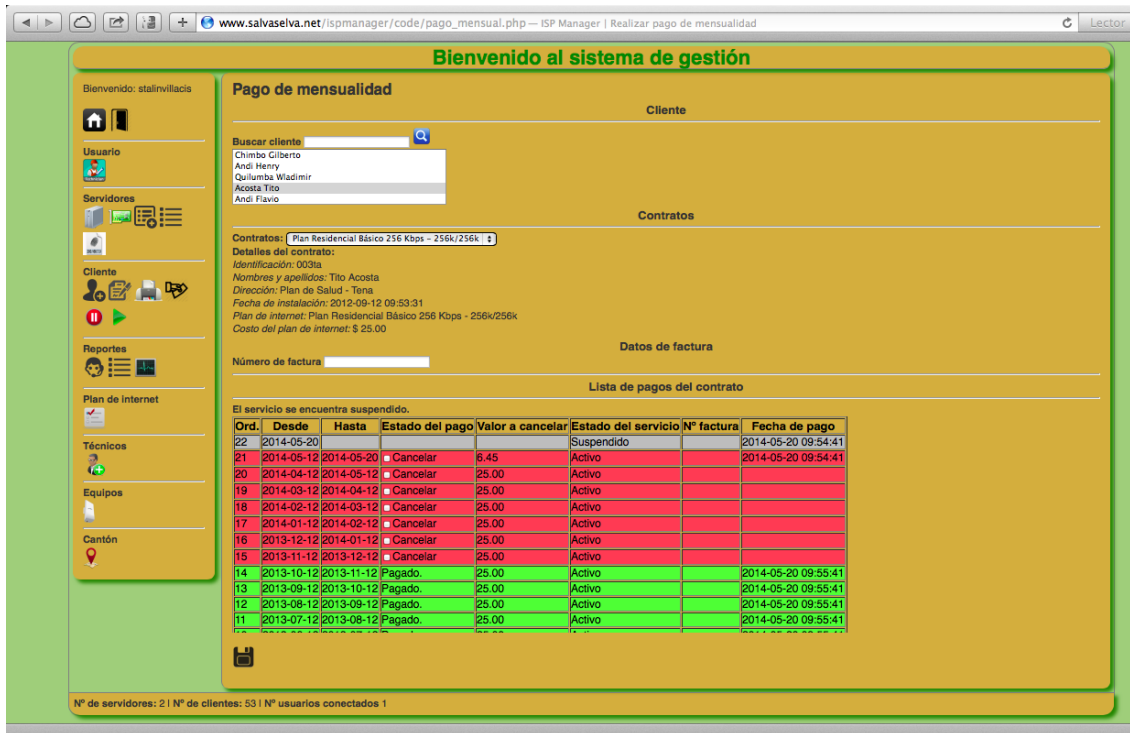 www.salvaselva.net/ispmanager/code/pago_mensual.php — ISP Manager | Realizar pago de mensualidad
Lector
Bienvenido al sistema de gestión
Bienvenido: stalinvillacis
Usuario
Servidores
Cliente
Reportes
Plan de internet
Técnicos
Equipos
Cantón
Pago de mensualidad
Cliente
Buscar cliente
Chimbo Gilberto
Andi Henry
Quilumba Wladimir
Acosta Tito
Andi Flavio
Contratos
Contratos: Plan Residencial Básico 256 Kbps - 256k/256k
Detalles del contrato:
Identificación: 003ta
Nombres y apellidos: Tito Acosta
Dirección: Plan de Salud - Tena
Fecha de instalación: 2012-09-12 09:53:31
Plan de internet: Plan Residencial Básico 256 Kbps - 256k/256k
Costo del plan de internet: $ 25.00
Datos de factura
Número de factura
Lista de pagos del contrato
El servicio se encuentra suspendido.
Ord. Desde Hasta Estado del pago Valor a cancelar Estado del servicio Nº factura Fecha de pago
22 2014-05-20 Suspendido 2014-05-20 09:54:41
21 2014-05-12 2014-05-20 Cancelar 6.45 Activo 2014-05-20 09:54:41
20 2014-04-12 2014-05-12 Cancelar 25.00 Activo
19 2014-03-12 2014-04-12 Cancelar 25.00 Activo
18 2014-02-12 2014-03-12 Cancelar 25.00 Activo
17 2014-01-12 2014-02-12 Cancelar 25.00 Activo
16 2013-12-12 2014-01-12 Cancelar 25.00 Activo
15 2013-11-12 2013-12-12 Cancelar 25.00 Activo
14 2013-10-12 2013-11-12 Pagado. 25.00 Activo 2014-05-20 09:55:41
13 2013-09-12 2013-10-12 Pagado. 25.00 Activo 2014-05-20 09:55:41
12 2013-08-12 2013-09-12 Pagado. 25.00 Activo 2014-05-20 09:55:41
11 2013-07-12 2013-08-12 Pagado. 25.00 Activo 2014-05-20 09:55:41
Nº de servidores: 2 | Nº de clientes: 53 | Nº usuarios conectados 1